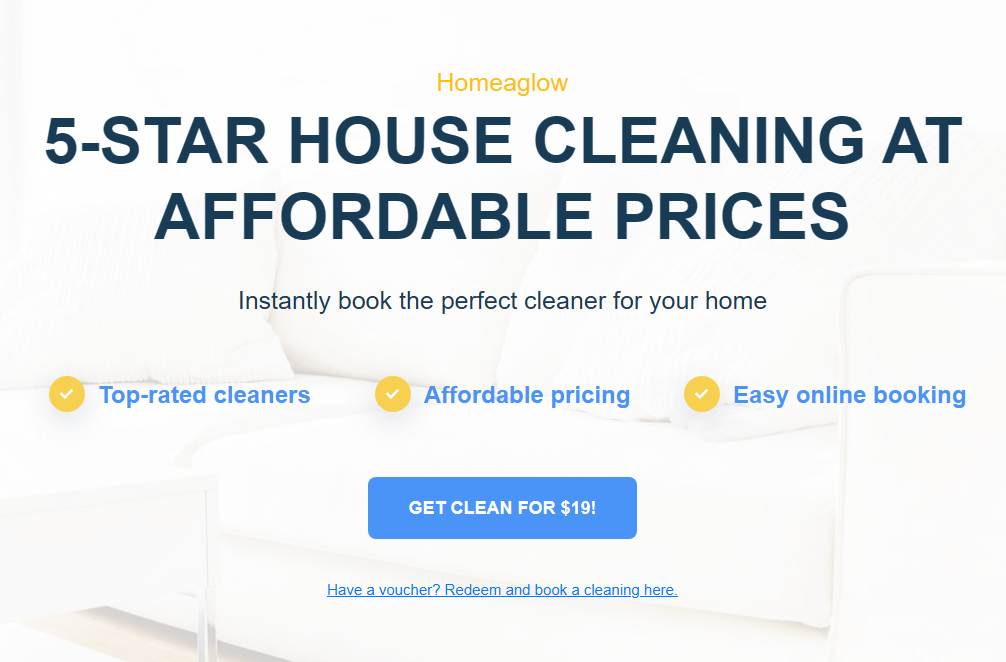 Homeaglow
5-STAR HOUSE CLEANING AT
AFFORDABLE PRICES
Instantly book the perfect cleaner for your home
Top-rated cleaners
Affordable pricing
Easy online booking
GET CLEAN FOR $19!
Have a voucher? Redeem and book a cleaning here.